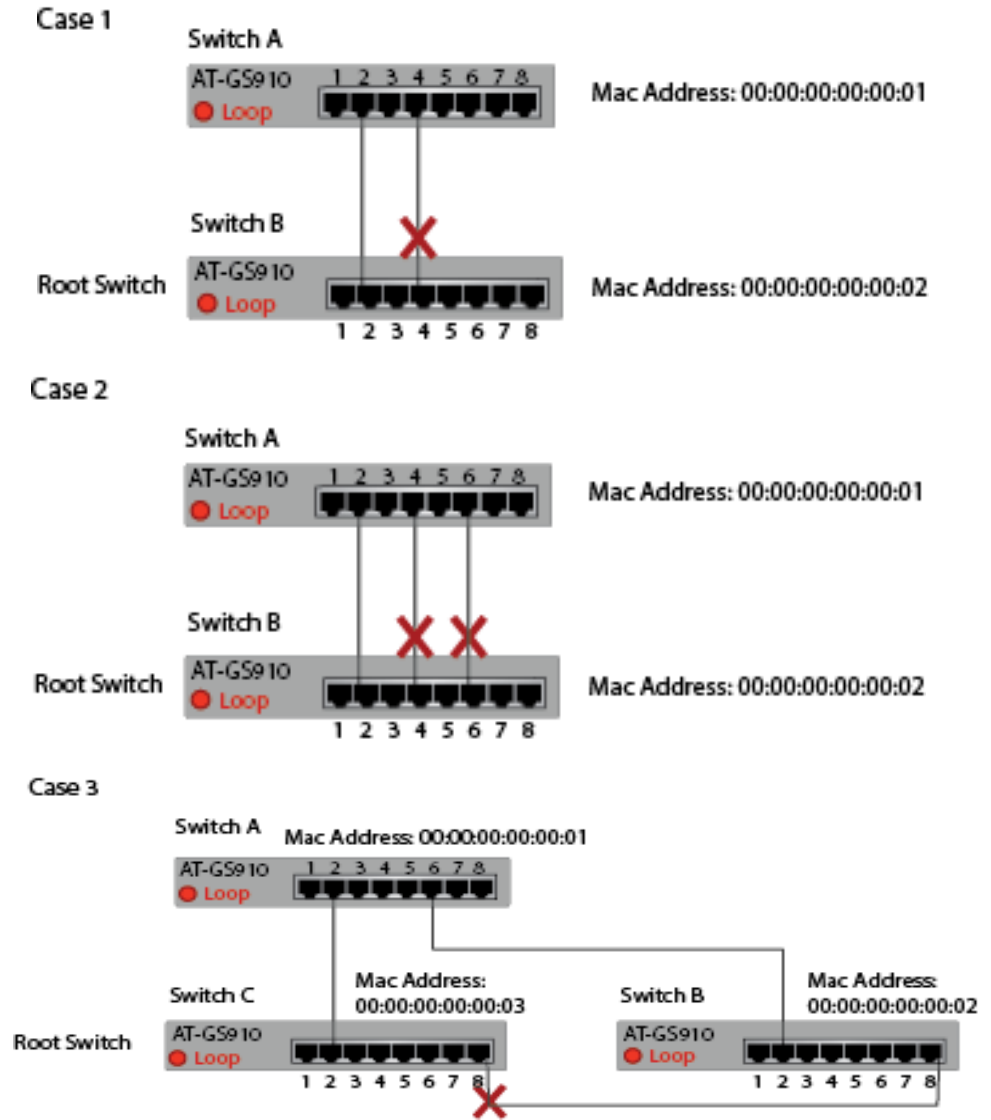 Case 1
Switch A
AT-GS910 1 2 3 4 5 6 7 8
Loop
Mac Address: 00:00:00:00:00:01
Switch B
Root Switch
AT-GS910
Loop
Mac Address: 00:00:00:00:00:02
1 2 3 4 5 6 7 8
Case 2
Switch A
AT-GS910 1 2 3 4 5 6 7 8
Loop
Mac Address: 00:00:00:00:00:01
Switch B
Root Switch
AT-GS910
Loop
Mac Address: 00:00:00:00:00:02
1 2 3 4 5 6 7 8
Case 3
Switch A
Mac Address: 00:00:00:00:00:01
AT-GS910 1 2 3 4 5 6 7 8
Loop
Switch C
Mac Address:
00:00:00:00:00:03
Switch B
Mac Address:
00:00:00:00:00:02
Root Switch
AT-GS910
Loop
1 2 3 4 5 6 7 8
AT-GS910
Loop
1 2 3 4 5 6 7 8